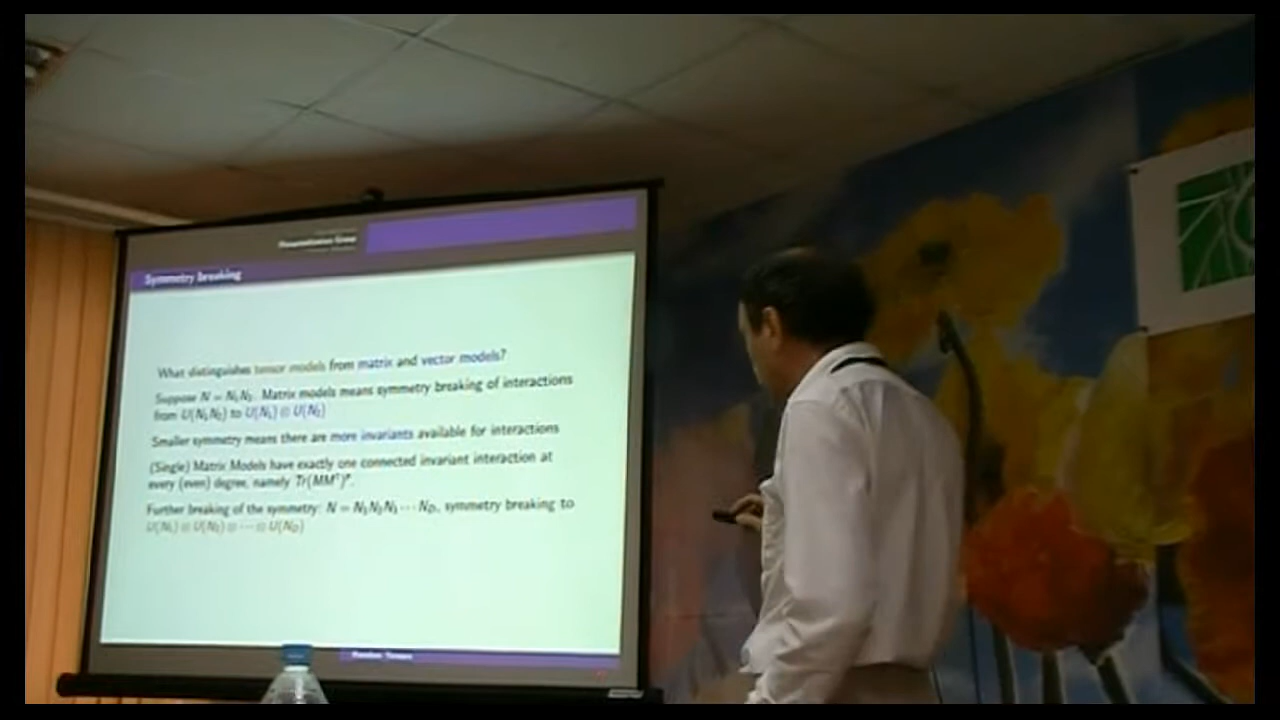 Symmetry breaking
What distinguishes tensor models from matrix and vector models?
Suppose N = N₁N₂. Matrix models means symmetry breaking of interactions
from U(N₁N₂) to U(N₁) ⊗ U(N₂)
Smaller symmetry means there are more invariants available for interactions
(Single) Matrix Models have exactly one connected invariant interaction at
every (even) degree, namely Tr(MM†)ᵖ.
Further breaking of the symmetry: N = N₁N₂N₃ ··· N_D, symmetry breaking to
U(N₁) ⊗ U(N₂) ⊗ ··· ⊗ U(N_D)